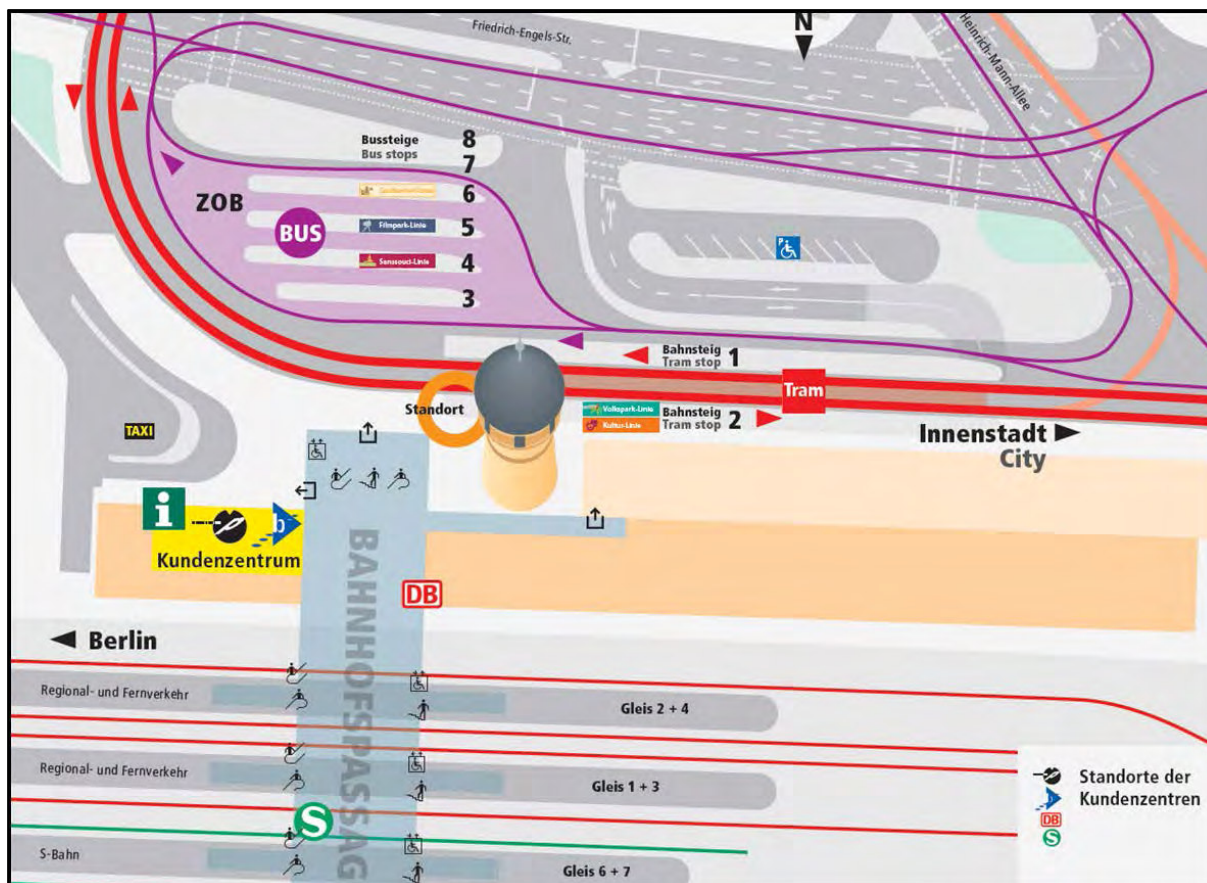 Friedrich-Engels-Str.
N
Heinrich-Mann-Allee
Bussteige 8
Bus stops 7
6
ZOB
BUS
Filmpark-Linie 5
Sanssouci-Linie 4
3
Bahnsteig 1
Tram stop
Tram
Standort
Volkspark-Linie
Kultur-Linie
Bahnsteig 2
Tram stop
Innenstadt
City
TAXI
i
b
Kundenzentrum
BAHNHOFSPASSAG
DB
Berlin
Regional- und Fernverkehr
Gleis 2 + 4
Regional- und Fernverkehr
Gleis 1 + 3
S
S-Bahn
Gleis 6 + 7
Standorte der
Kundenzentren
DB
S
P